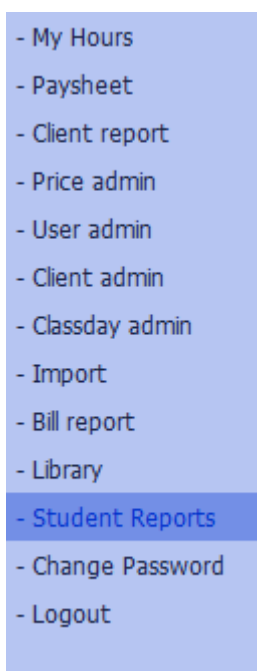 - My Hours
- Paysheet
- Client report
- Price admin
- User admin
- Client admin
- Classday admin
- Import
- Bill report
- Library
- Student Reports
- Change Password
- Logout